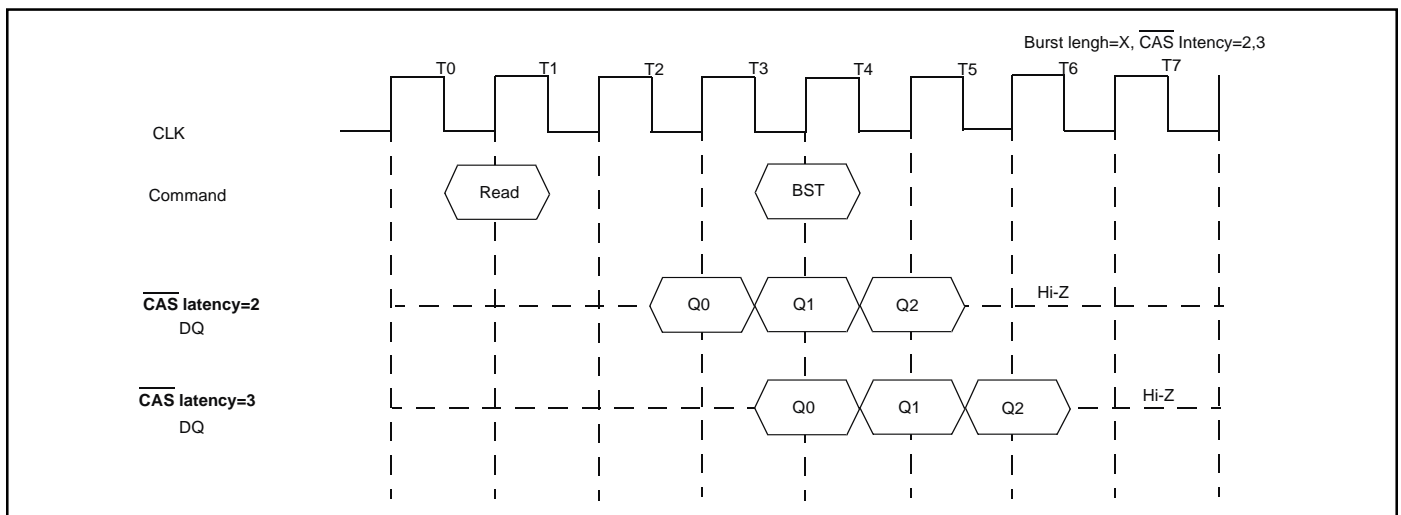 Burst lengh=X, CAS Intency=2,3
T0 T1 T2 T3 T4 T5 T6 T7
CLK
Command Read BST
CAS latency=2 Q0 Q1 Q2 Hi-Z
DQ
CAS latency=3 Q0 Q1 Q2 Hi-Z
DQ